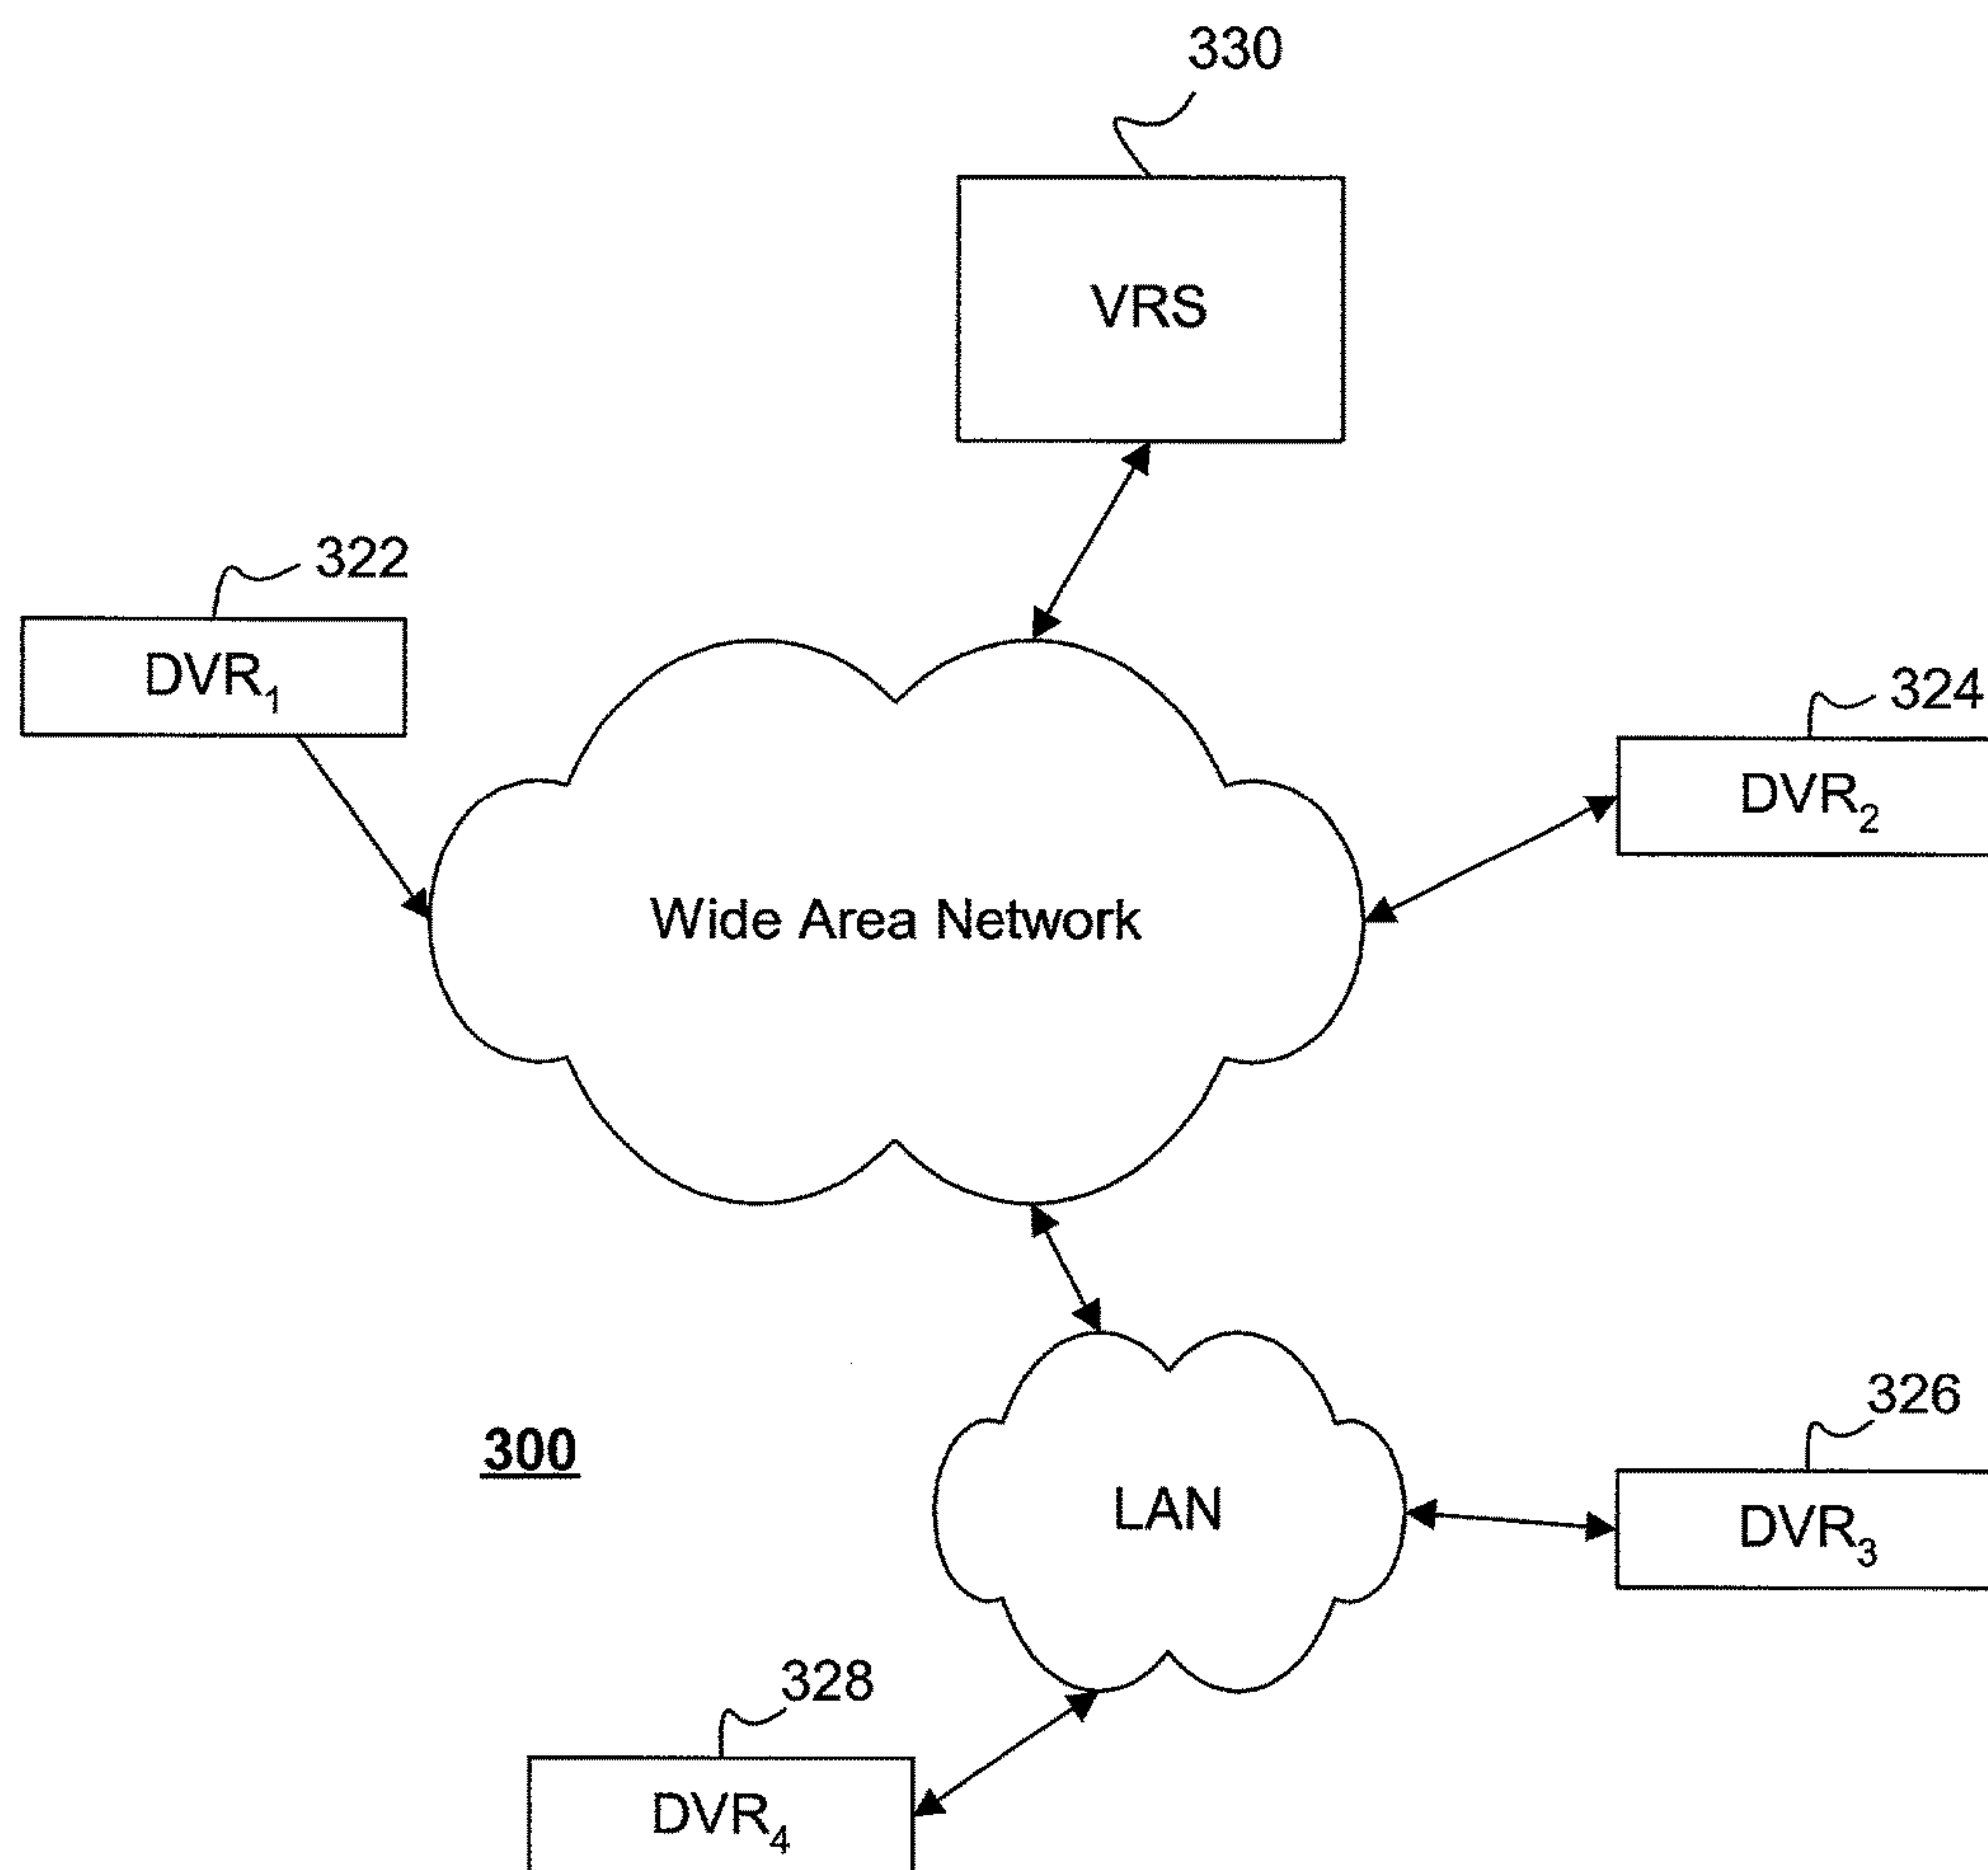 330
VRS
322
DVR₁
324
DVR₂
Wide Area Network
326
300
LAN
DVR₃
328
DVR₄